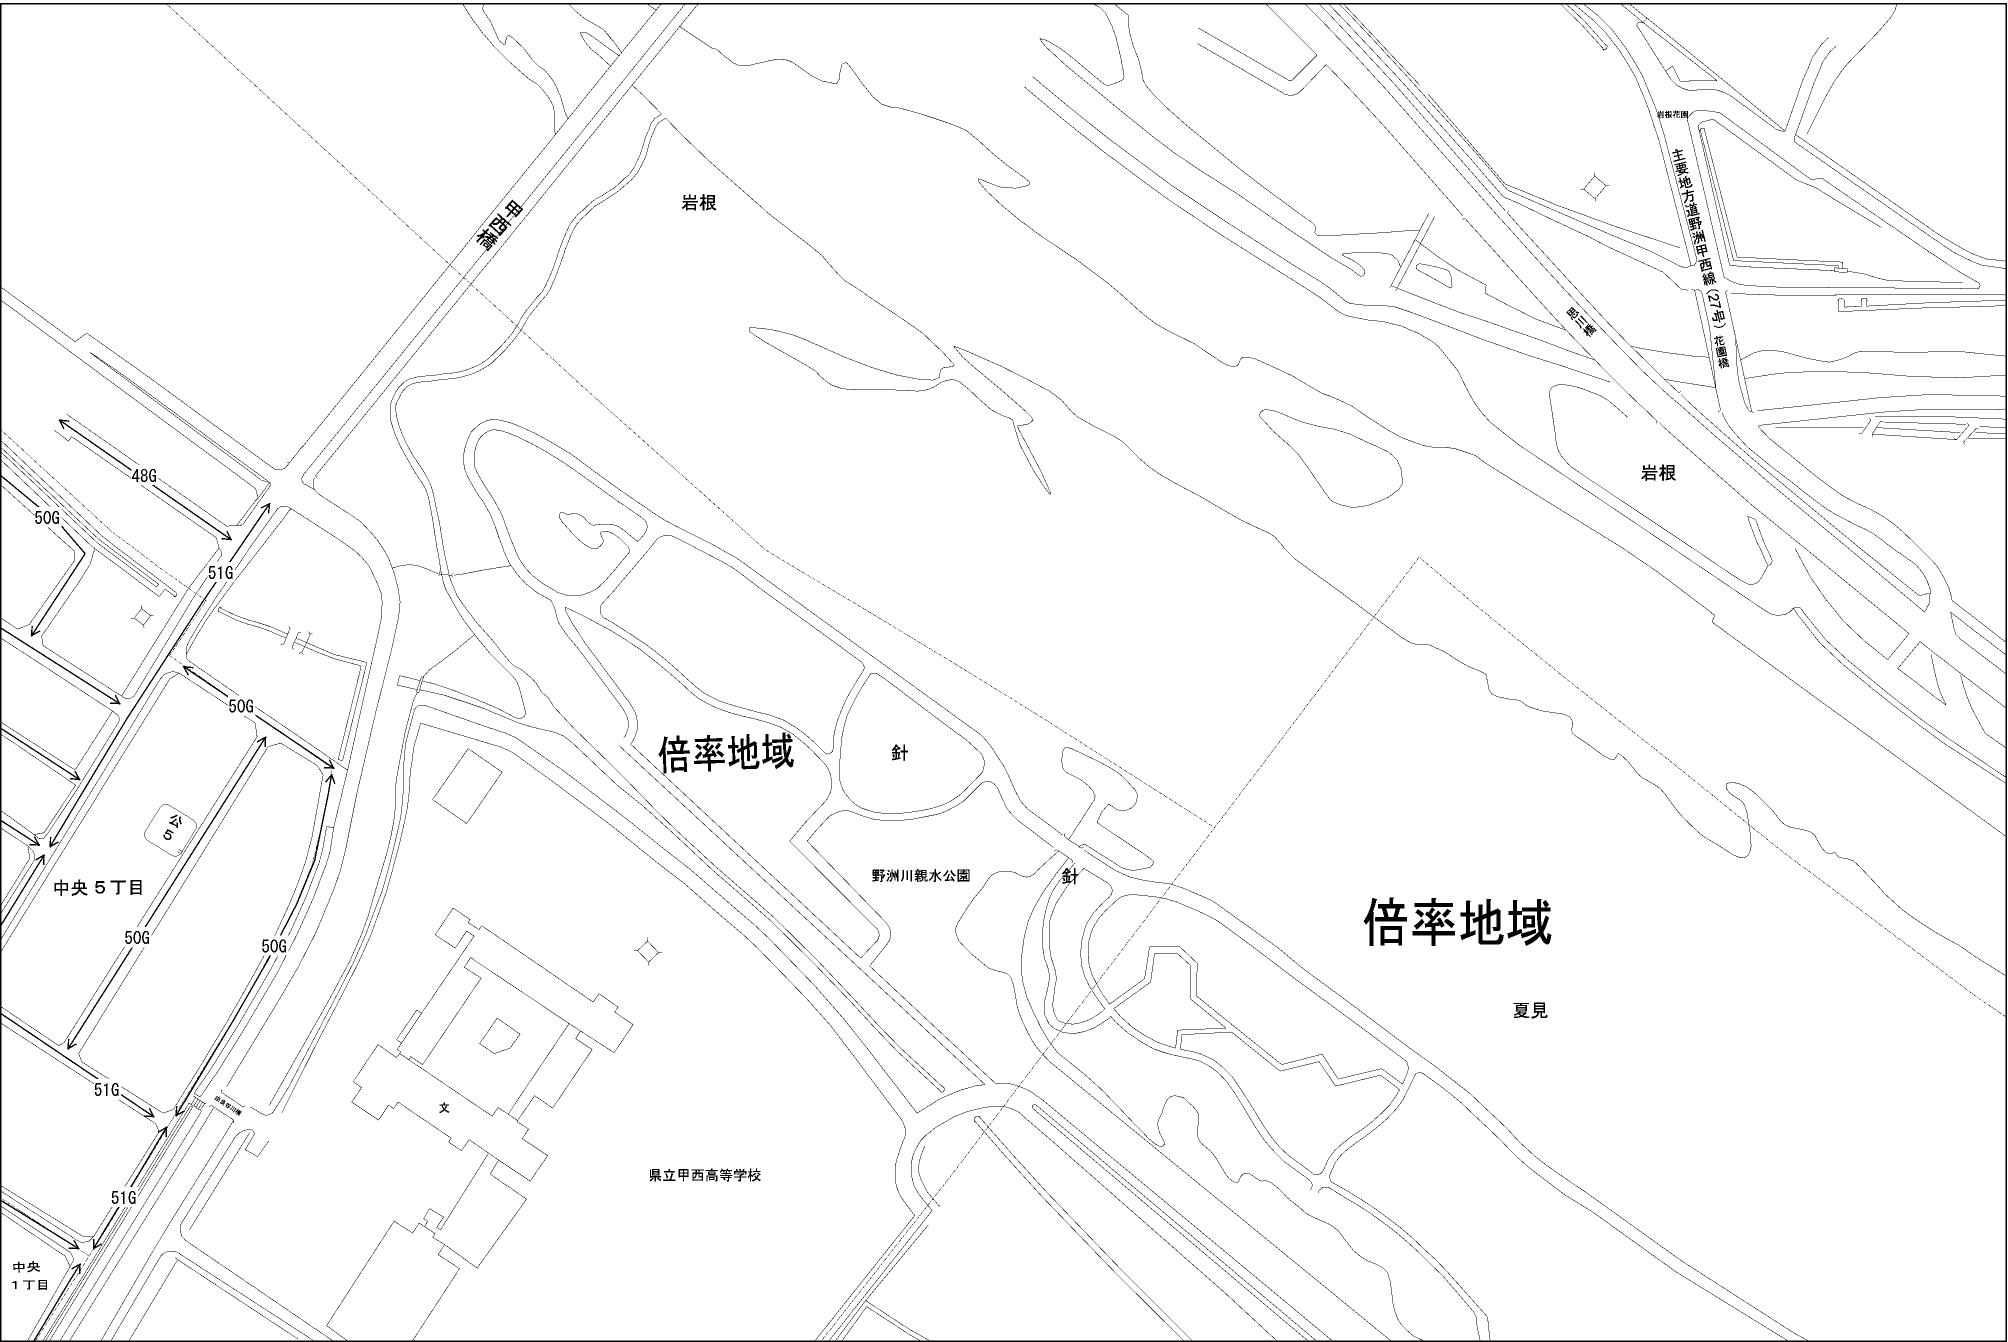 岩根花園
主要地方道野洲甲西線(27号)
花園橋
思川橋
甲西橋
岩根
岩根
48G
50G
51G
50G
倍率地域
針
公
5
中央5丁目
50G
50G
野洲川親水公園
針
倍率地域
夏見
51G
文
県立甲西高等学校
51G
中央
1丁目